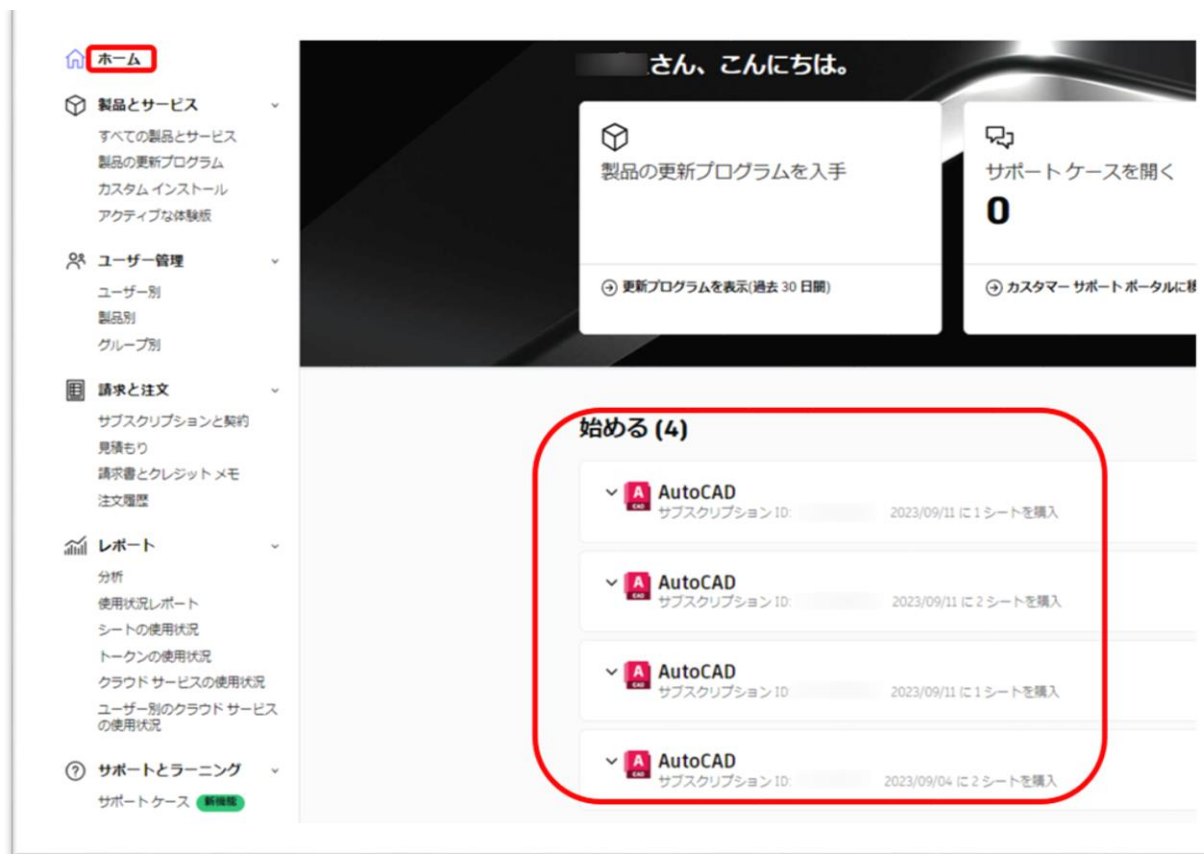 ホーム
製品とサービス
すべての製品とサービス
製品の更新プログラム
カスタム インストール
アクティブな体験版
ユーザー管理
ユーザー別
製品別
グループ別
請求と注文
サブスクリプションと契約
見積もり
請求書とクレジット メモ
注文履歴
レポート
分析
使用状況レポート
シートの使用状況
トークンの使用状況
クラウド サービスの使用状況
ユーザー別のクラウド サービス
の使用状況
サポートとラーニング
サポート ケース 新機能
さん、こんにちは。
製品の更新プログラムを入手
更新プログラムを表示(過去 30 日間)
サポート ケースを開く
0
カスタマー サポート ポータルに移
始める (4)
A CAD AutoCAD
サブスクリプション ID: 2023/09/11 に 1 シートを購入
A CAD AutoCAD
サブスクリプション ID: 2023/09/11 に 2 シートを購入
A CAD AutoCAD
サブスクリプション ID 2023/09/11 に 1 シートを購入
A CAD AutoCAD
サブスクリプション ID: 2023/09/04 に 2 シートを購入